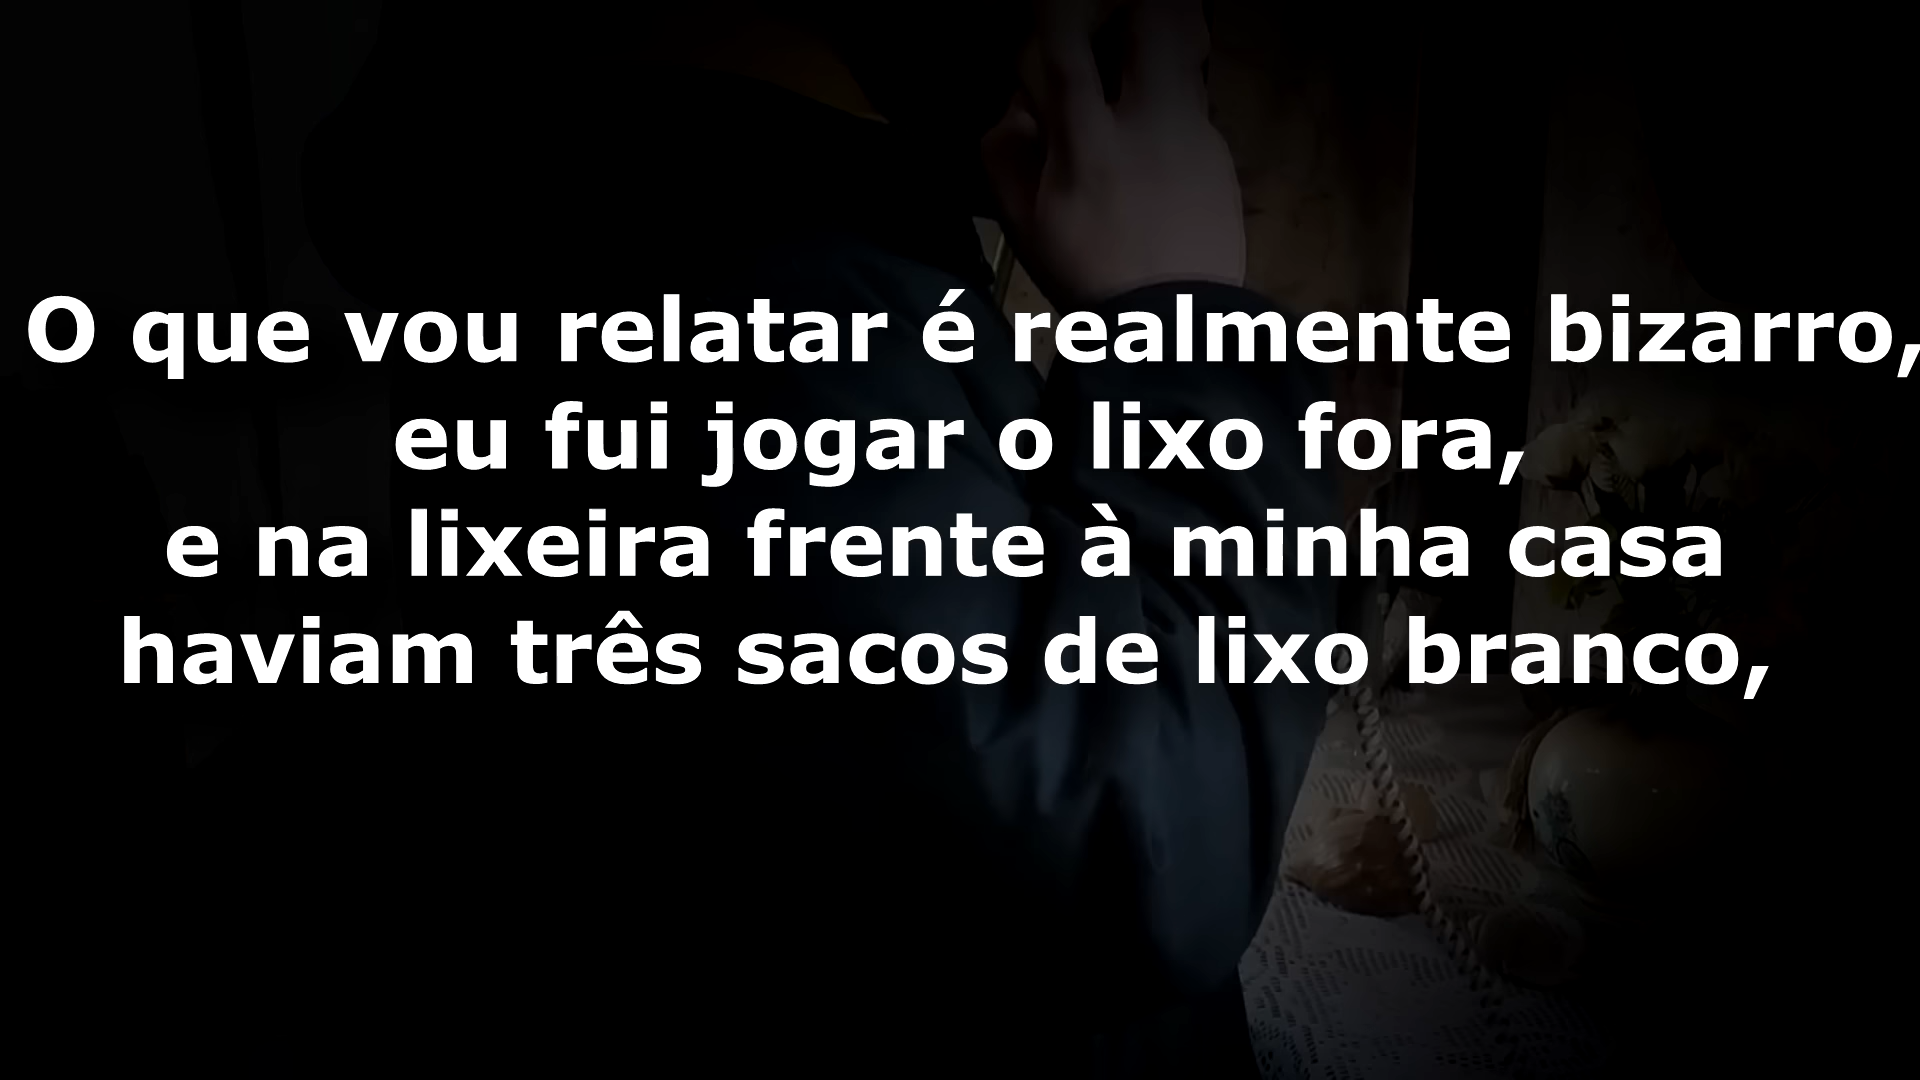 O que vou relatar é realmente bizarro,
eu fui jogar o lixo fora,
e na lixeira frente à minha casa
haviam três sacos de lixo branco,